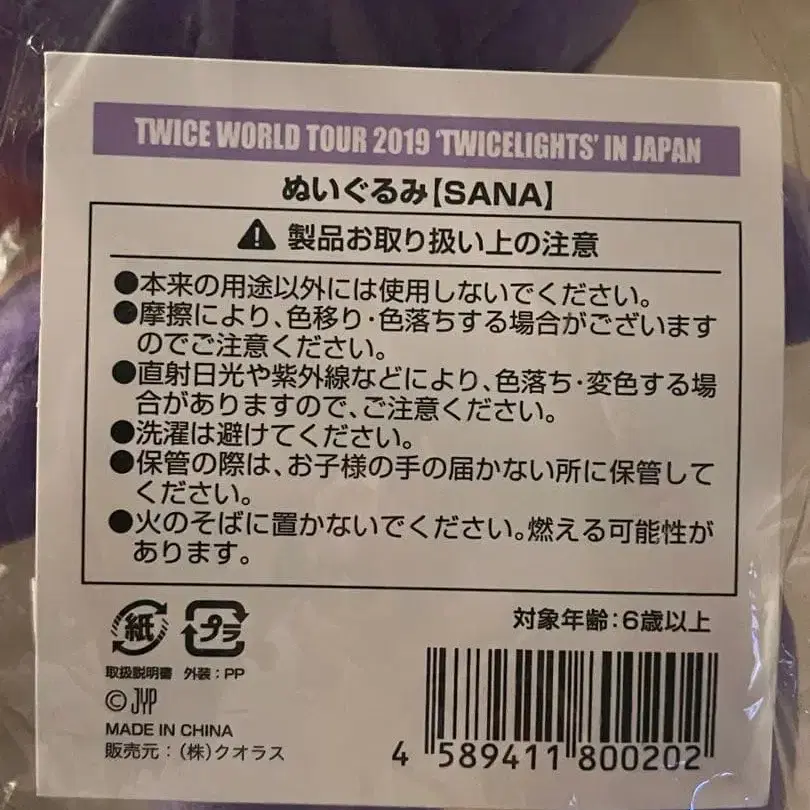 TWICE WORLD TOUR 2019 'TWICELIGHTS' IN JAPAN
ぬいぐるみ【SANA】
製品お取り扱い上の注意
●本来の用途以外には使用しないでください。
●摩擦により、色移り・色落ちする場合がございます
のでご注意ください。
●直射日光や紫外線などにより、色落ち・変色する場
合がありますので、ご注意ください。
●洗濯は避けてください。
●保管の際は、お子様の手の届かない所に保管して
ください。
●火のそばに置かないでください。燃える可能性が
あります。
対象年齢:6歳以上
紙 プラ
取扱説明書 外装:PP
©JYP
MADE IN CHINA
販売元:(株)クオラス
4 589411 800202